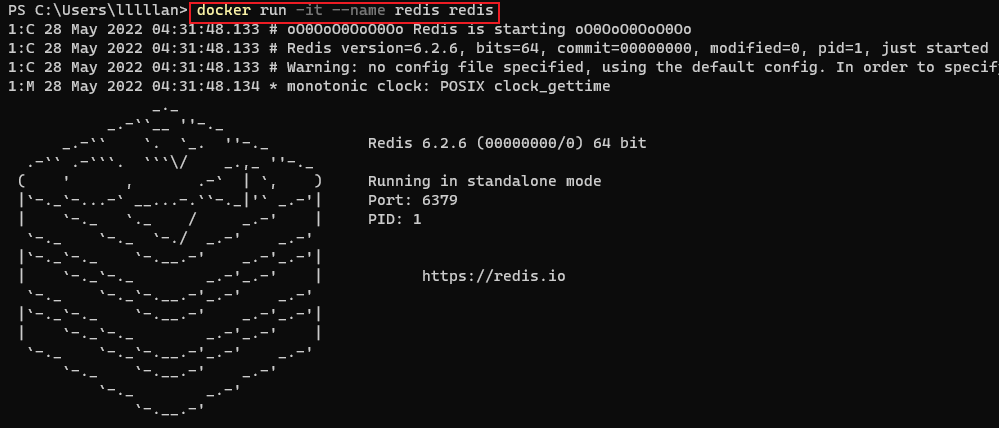 PS C:\Users\lllllan> docker run -it --name redis redis
1:C 28 May 2022 04:31:48.133 # oO0OoO0OoO0Oo Redis is starting oO0OoO0OoO0Oo
1:C 28 May 2022 04:31:48.133 # Redis version=6.2.6, bits=64, commit=00000000, modified=0, pid=1, just started
1:C 28 May 2022 04:31:48.133 # Warning: no config file specified, using the default config. In order to specify
1:M 28 May 2022 04:31:48.134 * monotonic clock: POSIX clock_gettime
Redis 6.2.6 (00000000/0) 64 bit
Running in standalone mode
Port: 6379
PID: 1
https://redis.io